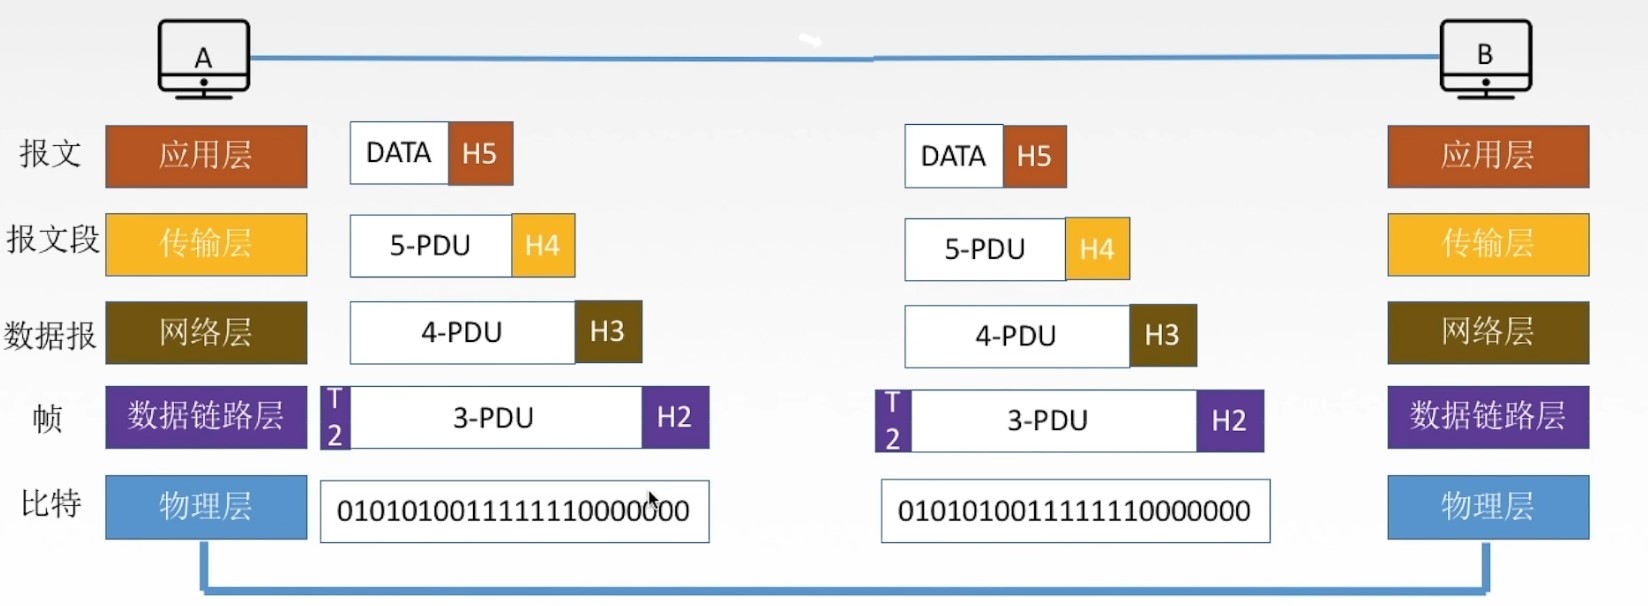 A
B
报文 应用层 DATA H5 DATA H5 应用层
报文段 传输层 5-PDU H4 5-PDU H4 传输层
数据报 网络层 4-PDU H3 4-PDU H3 网络层
帧 数据链路层 T2 3-PDU H2 T2 3-PDU H2 数据链路层
比特 物理层 0101010011111110000000 0101010011111110000000 物理层